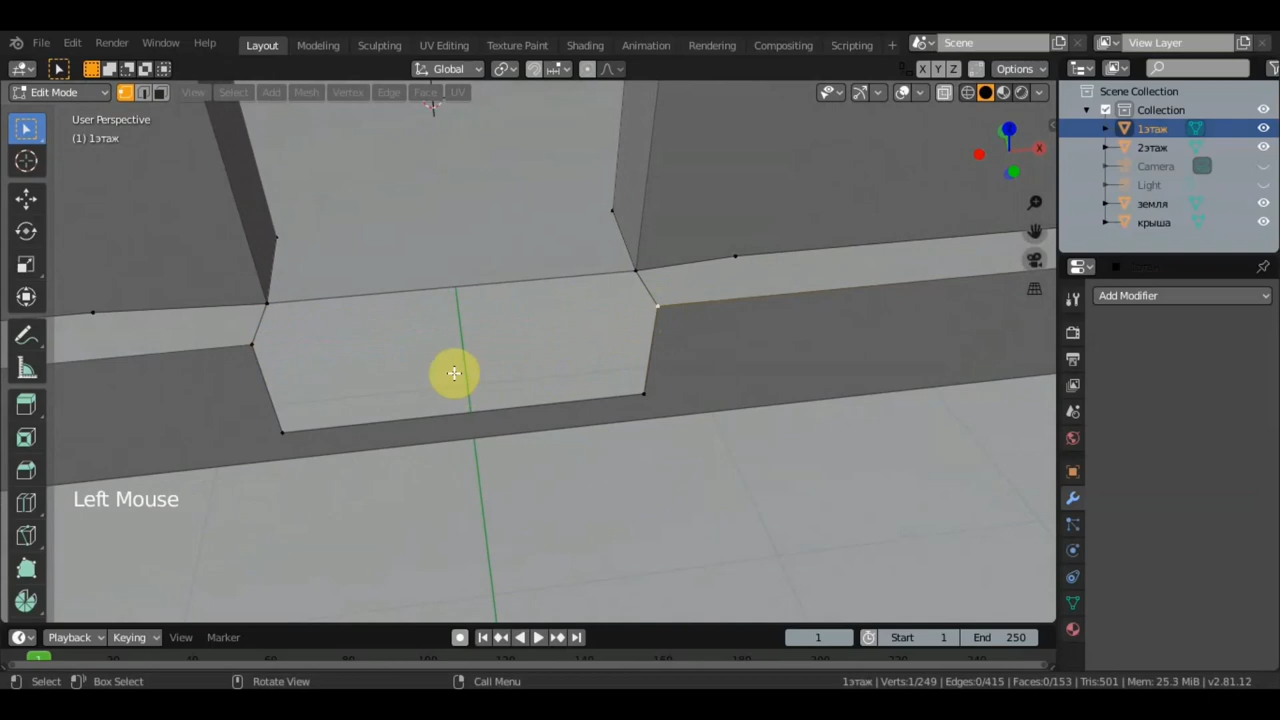 File Edit Render Window Help Layout Modeling Sculpting UV Editing Texture Paint Shading Animation Rendering Compositing Scripting + Scene View Layer
Global X Y Z Options
Edit Mode View Select Add Mesh Vertex Edge Face UV
User Perspective
(1) 1этаж
Scene Collection
Collection
1этаж
2этаж
Camera
Light
земля
крыша
X
Add Modifier
Left Mouse
Playback Keying View Marker 1 Start 1 End 250
1
Select Box Select Rotate View Call Menu 1этаж | Verts:1/249 | Edges:0/415 | Faces:0/153 | Tris:501 | Mem: 25.3 MiB | v2.81.12